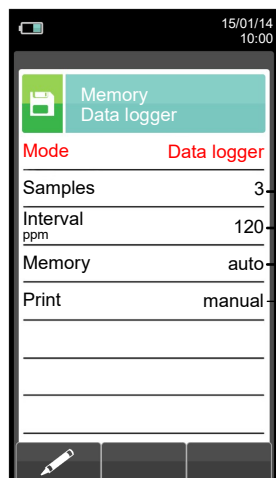 15/01/14
10:00
Memory
Data logger
Mode Data logger
Samples 3
Interval 120
ppm
Memory auto
Print manual